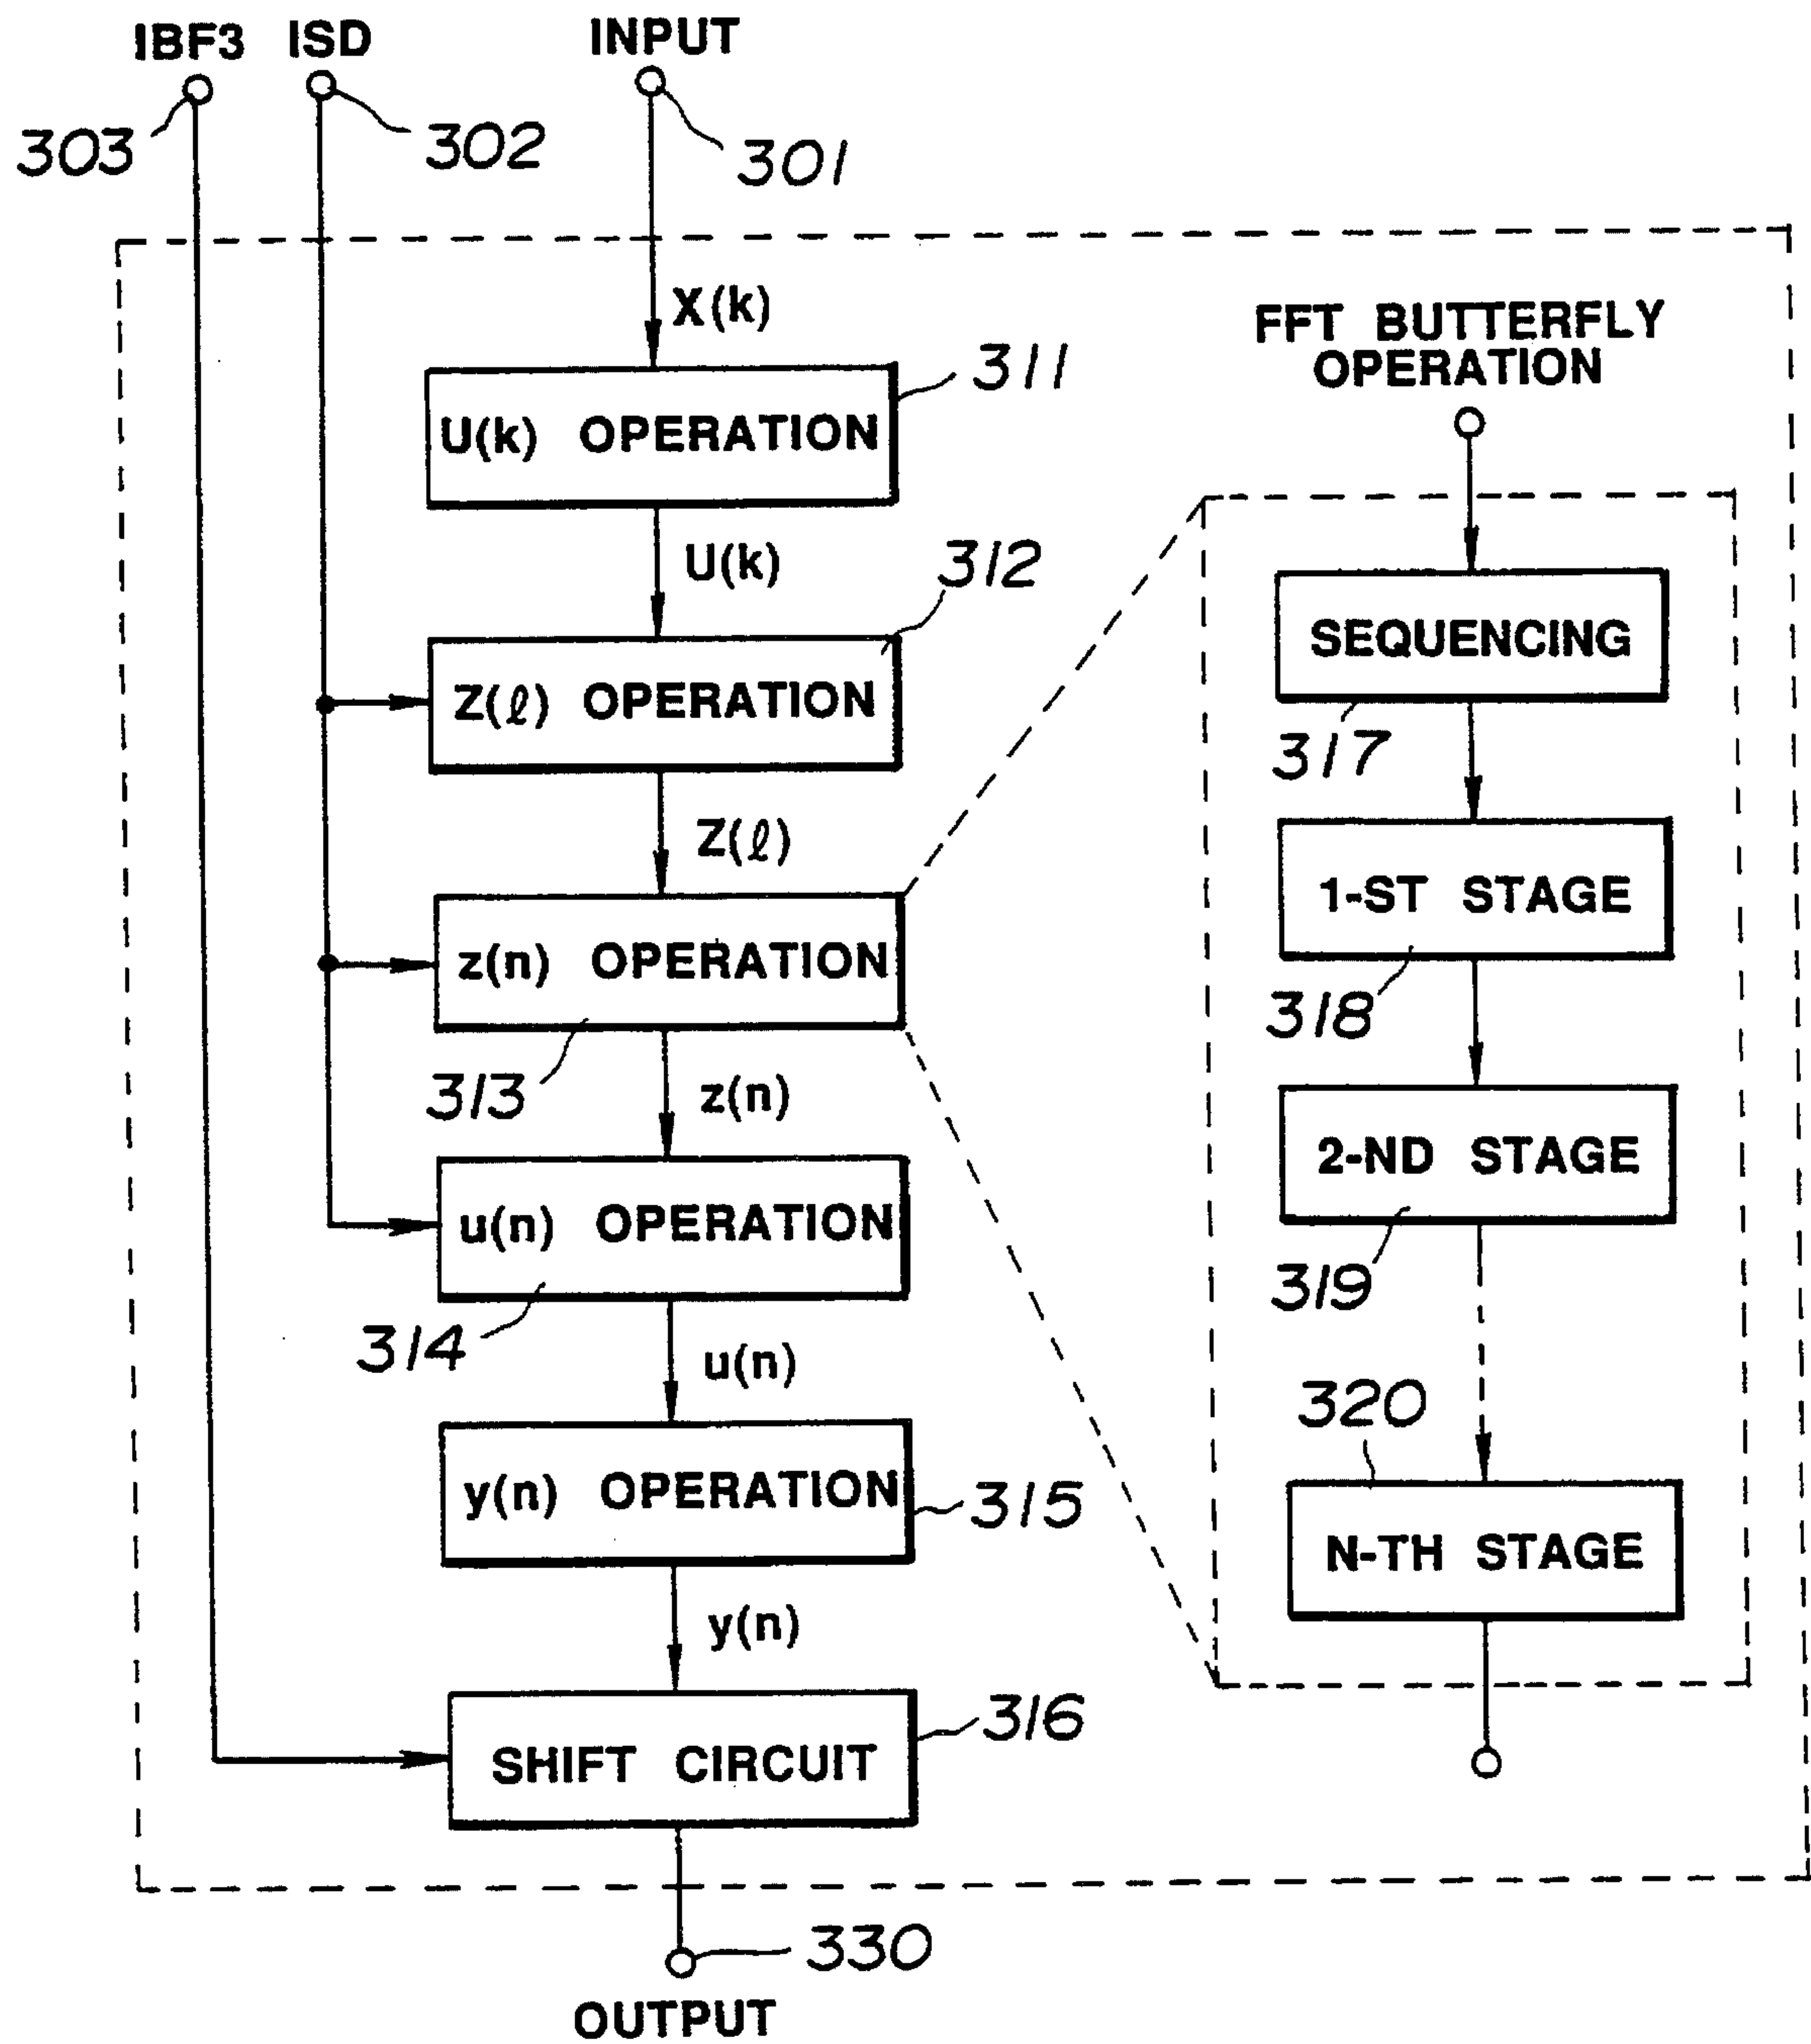 IBF3 ISD INPUT
303 302 301
X(k)
FFT BUTTERFLY
OPERATION
311
U(k) OPERATION
U(k)
312
SEQUENCING
Z(ℓ) OPERATION
317
Z(ℓ)
1-ST STAGE
z(n) OPERATION
318
313
z(n)
2-ND STAGE
u(n) OPERATION
319
314
u(n)
320
y(n) OPERATION
315
N-TH STAGE
y(n)
316
SHIFT CIRCUIT
330
OUTPUT